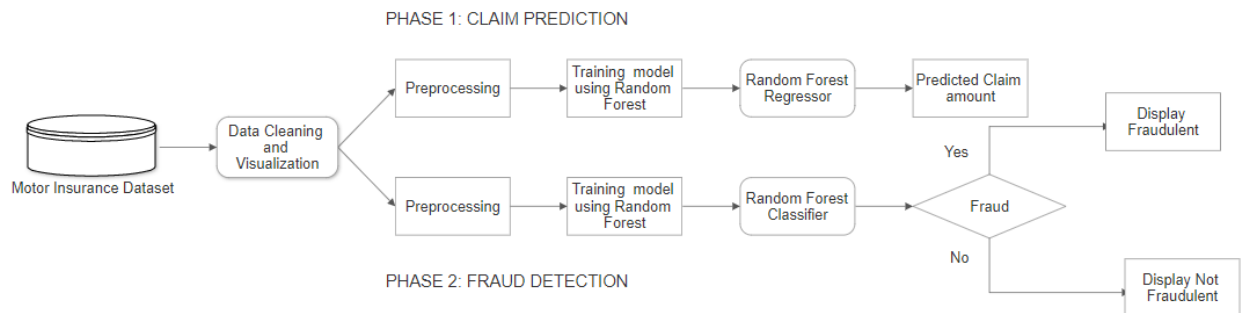 PHASE 1: CLAIM PREDICTION
Preprocessing
Training model
using Random
Forest
Random Forest
Regressor
Predicted Claim
amount
Display
Fraudulent
Data Cleaning
and
Visualization
Motor Insurance Dataset
Yes
Preprocessing
Training model
using Random
Forest
Random Forest
Classifier
Fraud
No
PHASE 2: FRAUD DETECTION
Display Not
Fraudulent